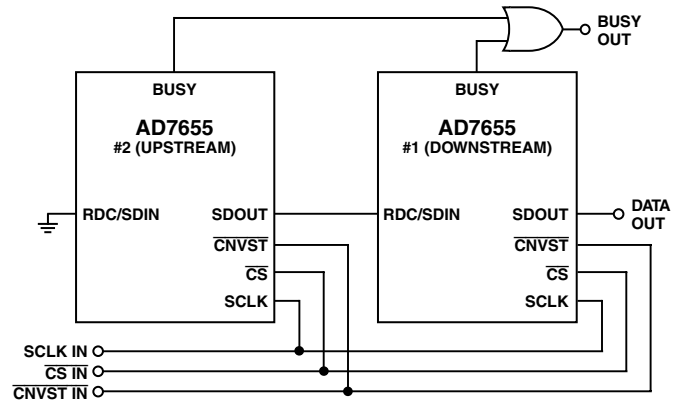 BUSY
OUT
BUSY
AD7655
#2 (UPSTREAM)
RDC/SDIN
SDOUT
CNVST
CS
SCLK
BUSY
AD7655
#1 (DOWNSTREAM)
RDC/SDIN
SDOUT
CNVST
CS
SCLK
DATA
OUT
SCLK IN
CS IN
CNVST IN